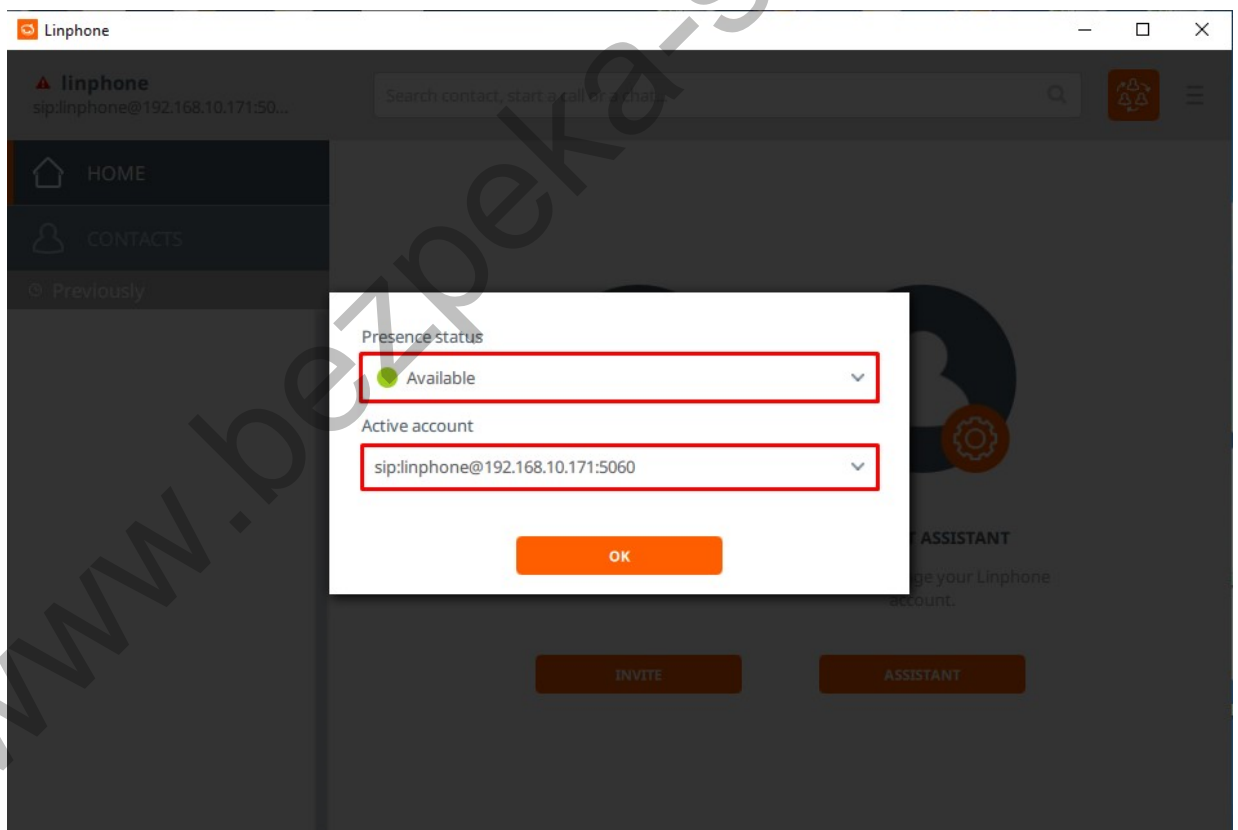 Linphone
linphone
sip:linphone@192.168.10.171:50...
Search contact, start a call or a chat...
HOME
CONTACTS
Previously
Presence status
Available
Active account
sip:linphone@192.168.10.171:5060
OK
ASSISTANT
your Linphone
account.
INVITE
ASSISTANT
www.bezpeka-s